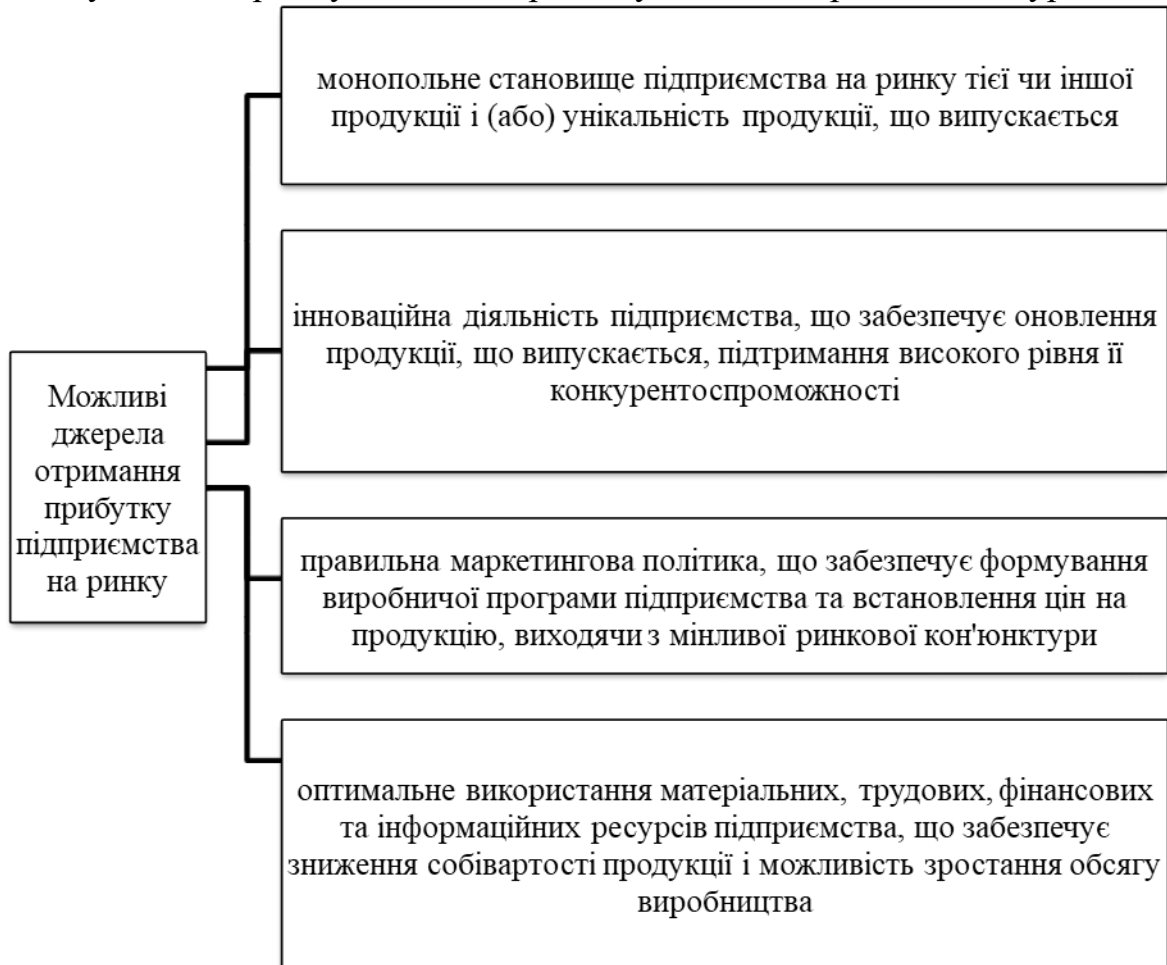 монопольне становище підприємства на ринку тієї чи іншої
продукції і (або) унікальність продукції, що випускається
інноваційна діяльність підприємства, що забезпечує оновлення
продукції, що випускається, підтримання високого рівня її
конкурентоспроможності
Можливі
джерела
отримання
прибутку
підприємства
на ринку
правильна маркетингова політика, що забезпечує формування
виробничої програми підприємства та встановлення цін на
продукцію, виходячи з мінливої ринкової кон'юнктури
оптимальне використання матеріальних, трудових, фінансових
та інформаційних ресурсів підприємства, що забезпечує
зниження собівартості продукції і можливість зростання обсягу
виробництва